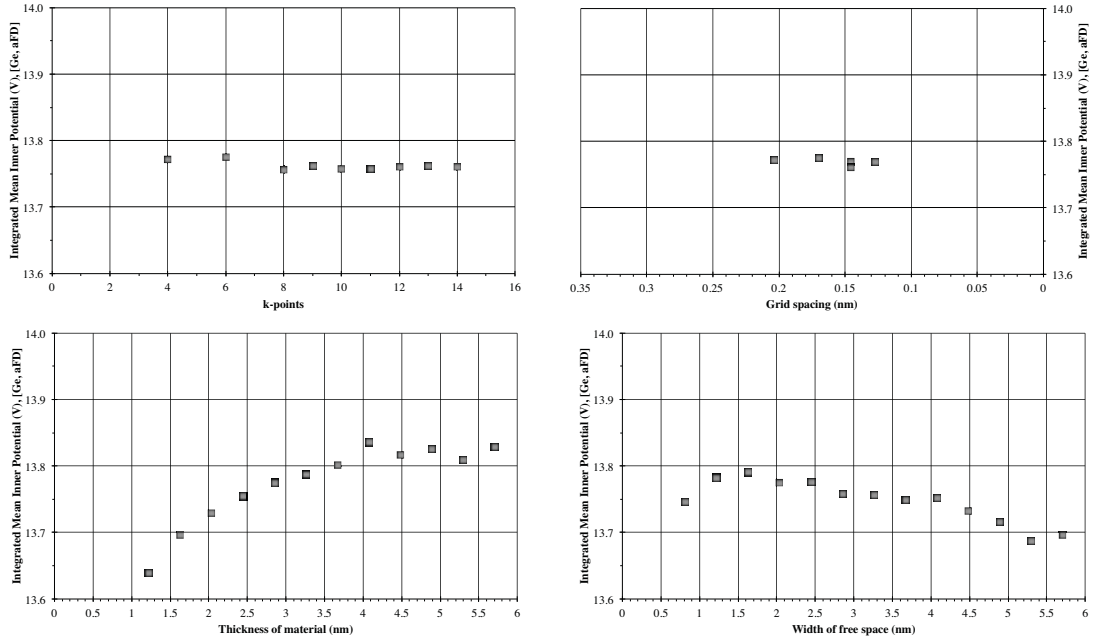 Integrated Mean Inner Potential (V), [Ge, aFD]
14.0
13.9
13.8
13.7
13.6
0 2 4 6 8 10 12 14 16
k-points
14.0
13.9
13.8
13.7
13.6
Integrated Mean Inner Potential (V), [Ge, aFD]
0.35 0.3 0.25 0.2 0.15 0.1 0.05 0
Grid spacing (nm)
Integrated Mean Inner Potential (V), [Ge, aFD]
14.0
13.9
13.8
13.7
13.6
0 0.5 1 1.5 2 2.5 3 3.5 4 4.5 5 5.5 6
Thickness of material (nm)
Integrated Mean Inner Potential (V), [Ge, aFD]
14.0
13.9
13.8
13.7
13.6
0 0.5 1 1.5 2 2.5 3 3.5 4 4.5 5 5.5 6
Width of free space (nm)